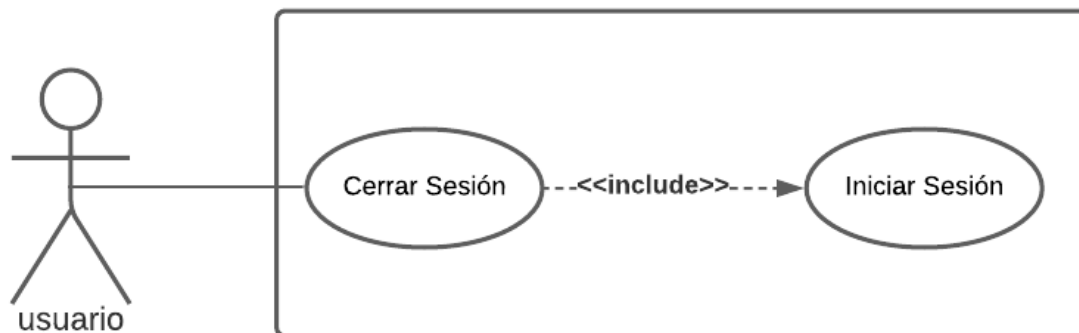 Cerrar Sesión
<<include>>
Iniciar Sesión
usuario